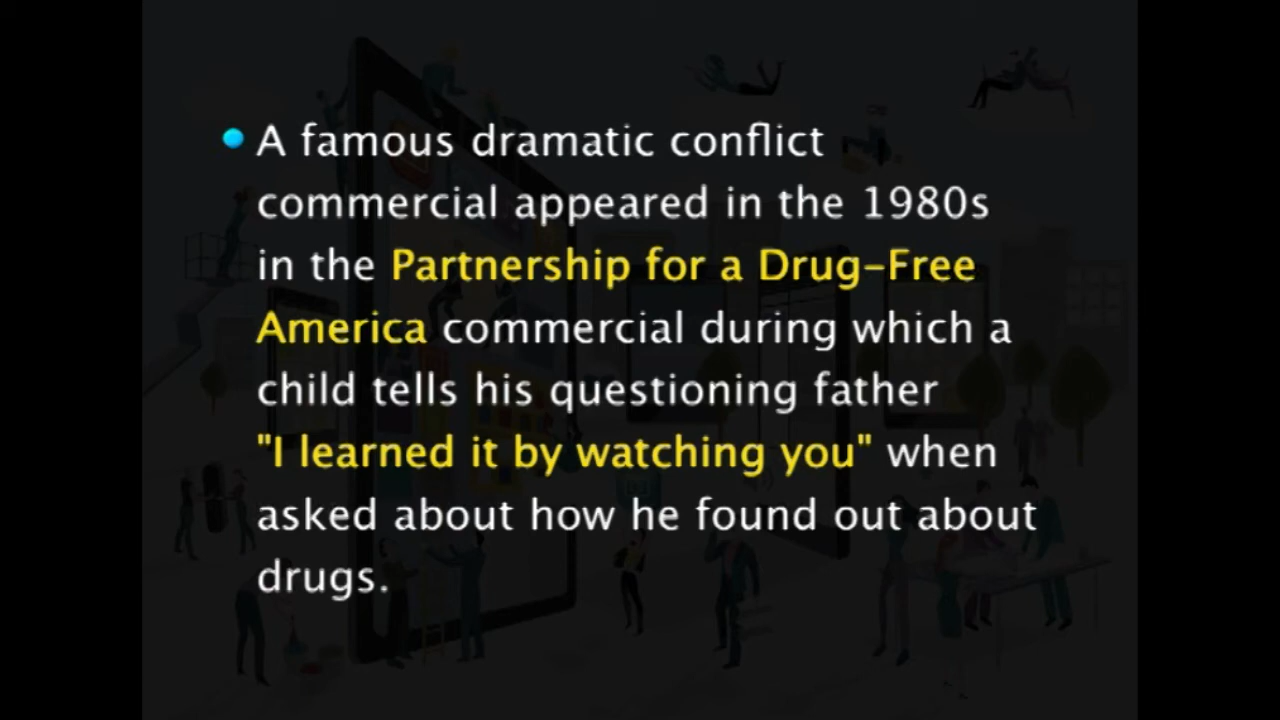 A famous dramatic conflict
commercial appeared in the 1980s
in the Partnership for a Drug-Free
America commercial during which a
child tells his questioning father
"I learned it by watching you" when
asked about how he found out about
drugs.